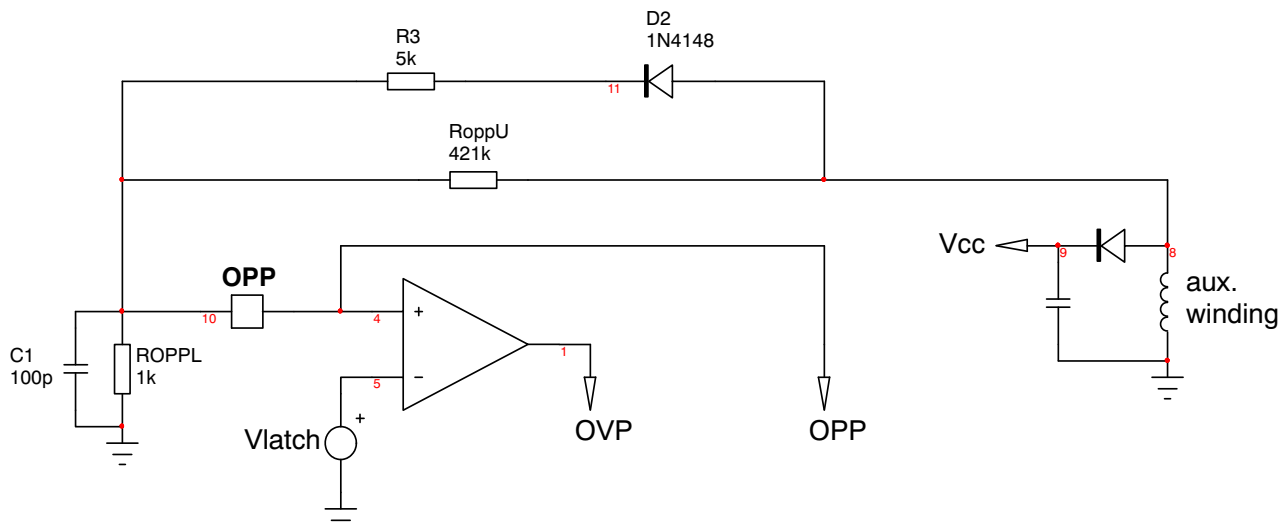 D2
1N4148
R3
5k
11
RoppU
421k
Vcc
9
8
OPP
aux.
winding
10
4
+
C1
100p
ROPPL
1k
1
5
−
+
Vlatch
OVP
OPP